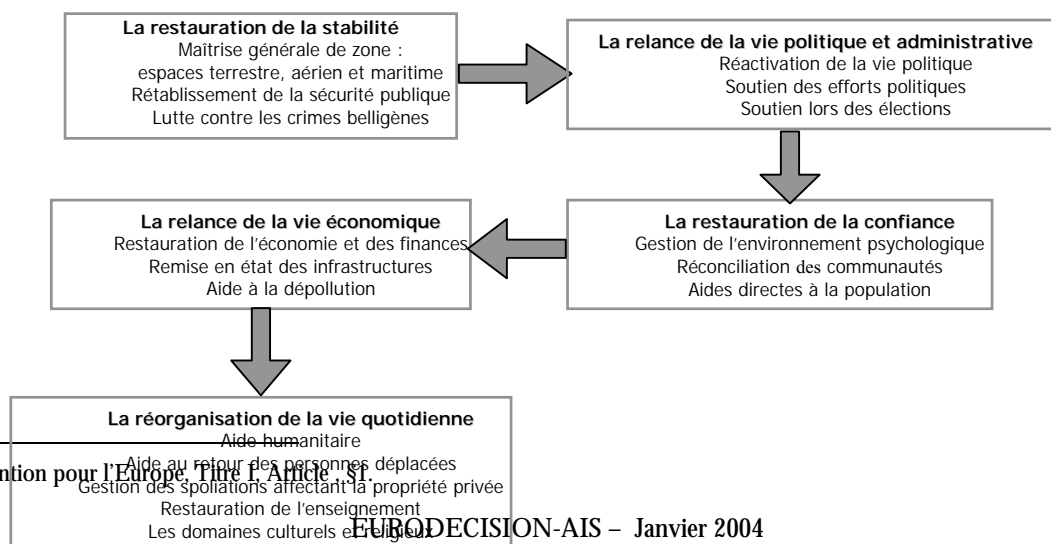 La restauration de la stabilité
Maîtrise générale de zone :
espaces terrestre, aérien et maritime
Rétablissement de la sécurité publique
Lutte contre les crimes belligènes
La relance de la vie politique et administrative
Réactivation de la vie politique
Soutien des efforts politiques
Soutien lors des élections
La restauration de la confiance
Gestion de l'environnement psychologique
Réconciliation des communautés
Aides directes à la population
La relance de la vie économique
Restauration de l'économie et des finances
Remise en état des infrastructures
Aide à la dépollution
La réorganisation de la vie quotidienne
Aide humanitaire
Aide au retour des personnes déplacées
Gestion des spoliations affectant la propriété privée
Restauration de l'enseignement
Les domaines culturels et religieux
ntion pour l'Europe, Titre I, Article , §1.
EURODECISION-AIS – Janvier 2004